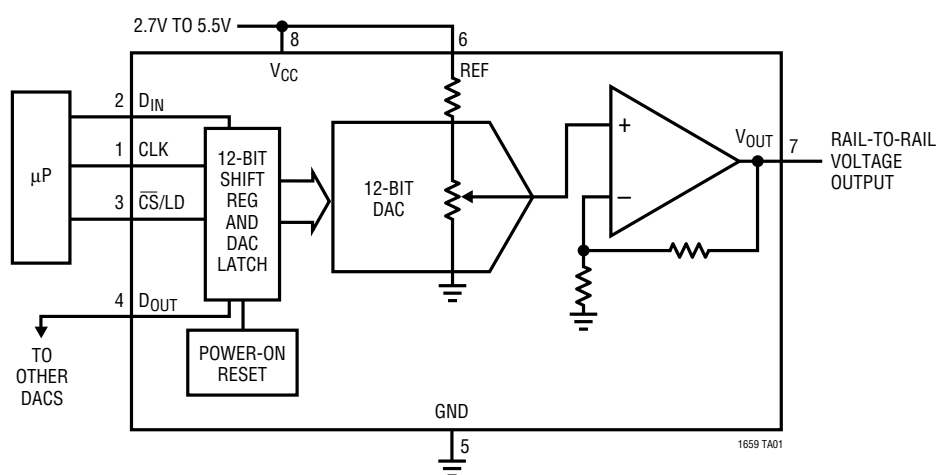 2.7V TO 5.5V
8
6
VCC
REF
2 DIN
1 CLK
3 CS/LD
4 DOUT
μP
12-BIT
SHIFT
REG
AND
DAC
LATCH
12-BIT
DAC
+
–
VOUT
7
RAIL-TO-RAIL
VOLTAGE
OUTPUT
TO
OTHER
DACS
POWER-ON
RESET
GND
5
1659 TA01